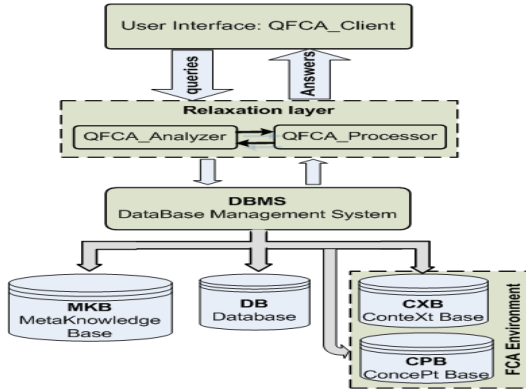 User Interface: QFCA_Client
queries
Answers
Relaxation layer
QFCA_Analyzer
QFCA_Processor
DBMS
DataBase Management System
MKB
MetaKnowledge
Base
DB
Database
CXB
ConteXt Base
CPB
ConcePt Base
FCA Environment